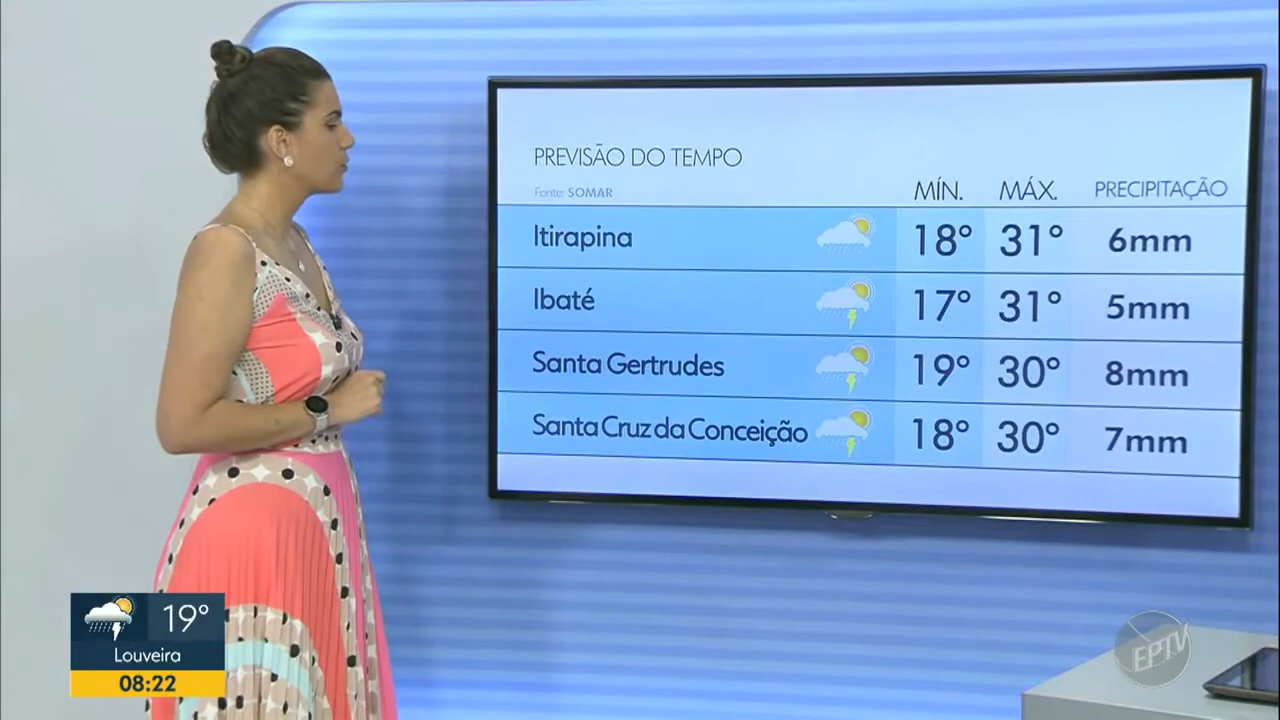 PREVISÃO DO TEMPO
Fonte: SOMAR
MÍN. MÁX. PRECIPITAÇÃO
Itirapina 18° 31° 6mm
Ibaté 17° 31° 5mm
Santa Gertrudes 19° 30° 8mm
Santa Cruz da Conceição 18° 30° 7mm
19°
Louveira
08:22
EPTV